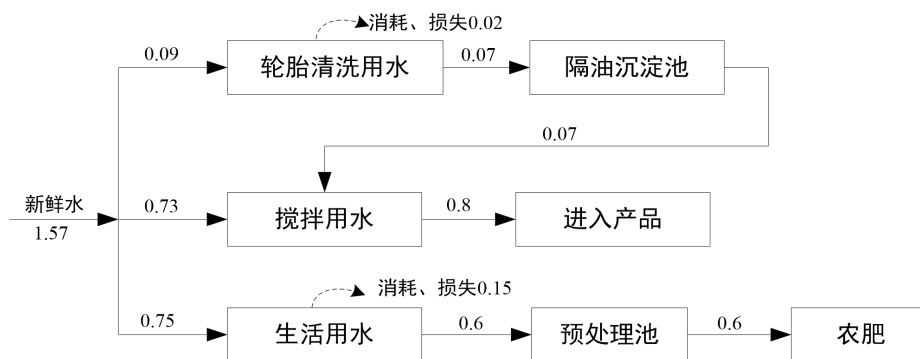 消耗、损失0.02
0.09
轮胎清洗用水
0.07
隔油沉淀池
0.07
新鲜水
1.57
0.73
搅拌用水
0.8
进入产品
消耗、损失0.15
0.75
生活用水
0.6
预处理池
0.6
农肥